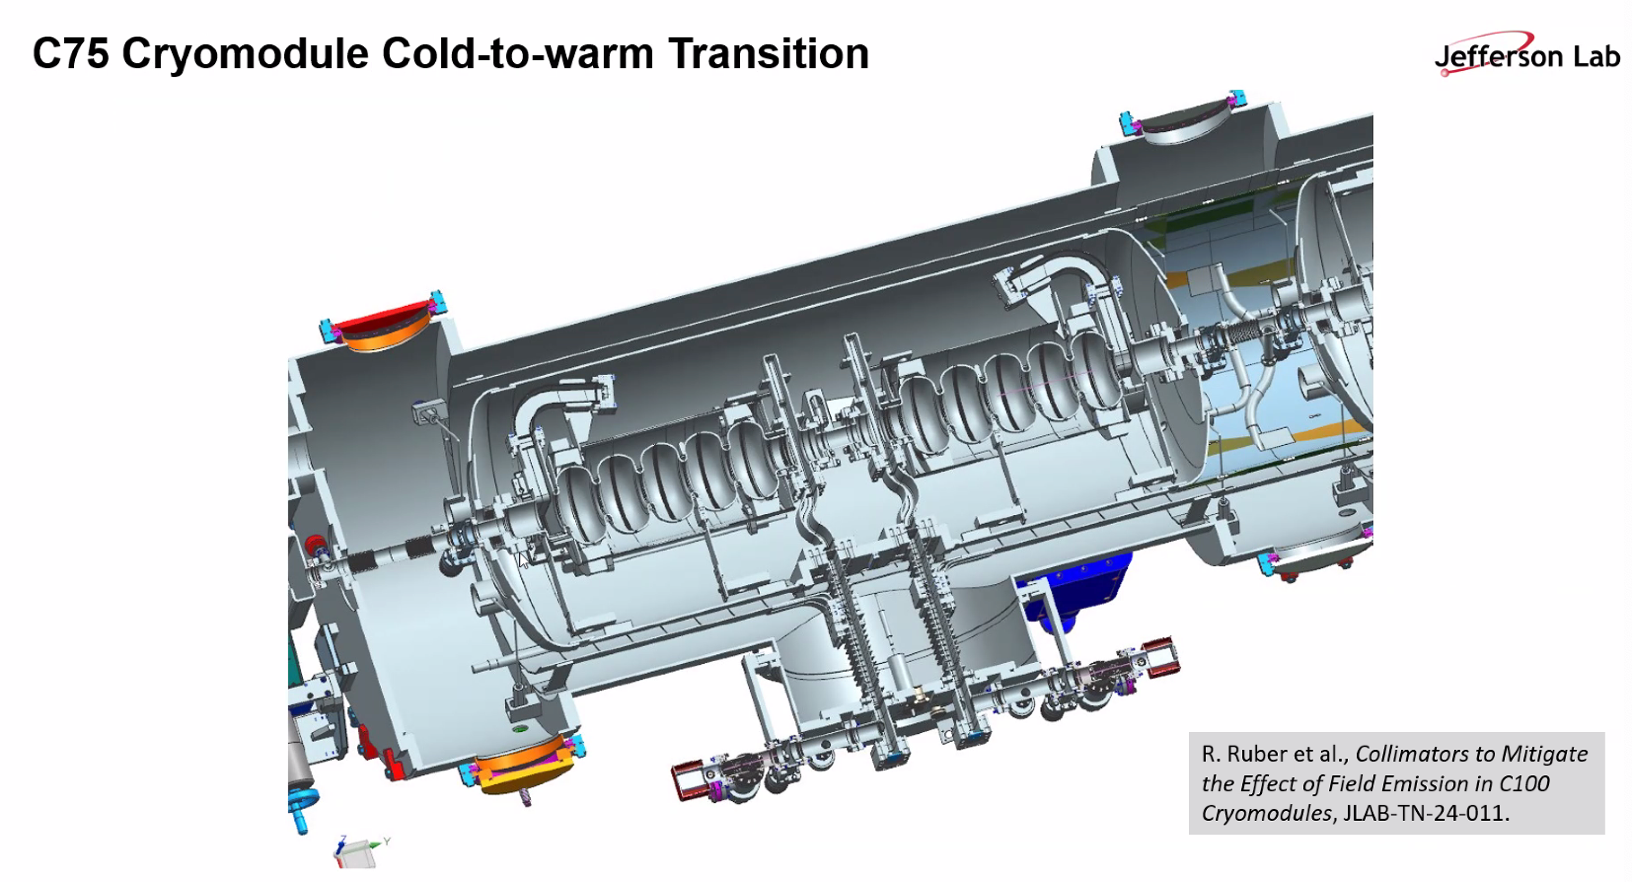 C75 Cryomodule Cold-to-warm Transition
Jefferson Lab
R. Ruber et al., Collimators to Mitigate
the Effect of Field Emission in C100
Cryomodules, JLAB-TN-24-011.
Z
Y